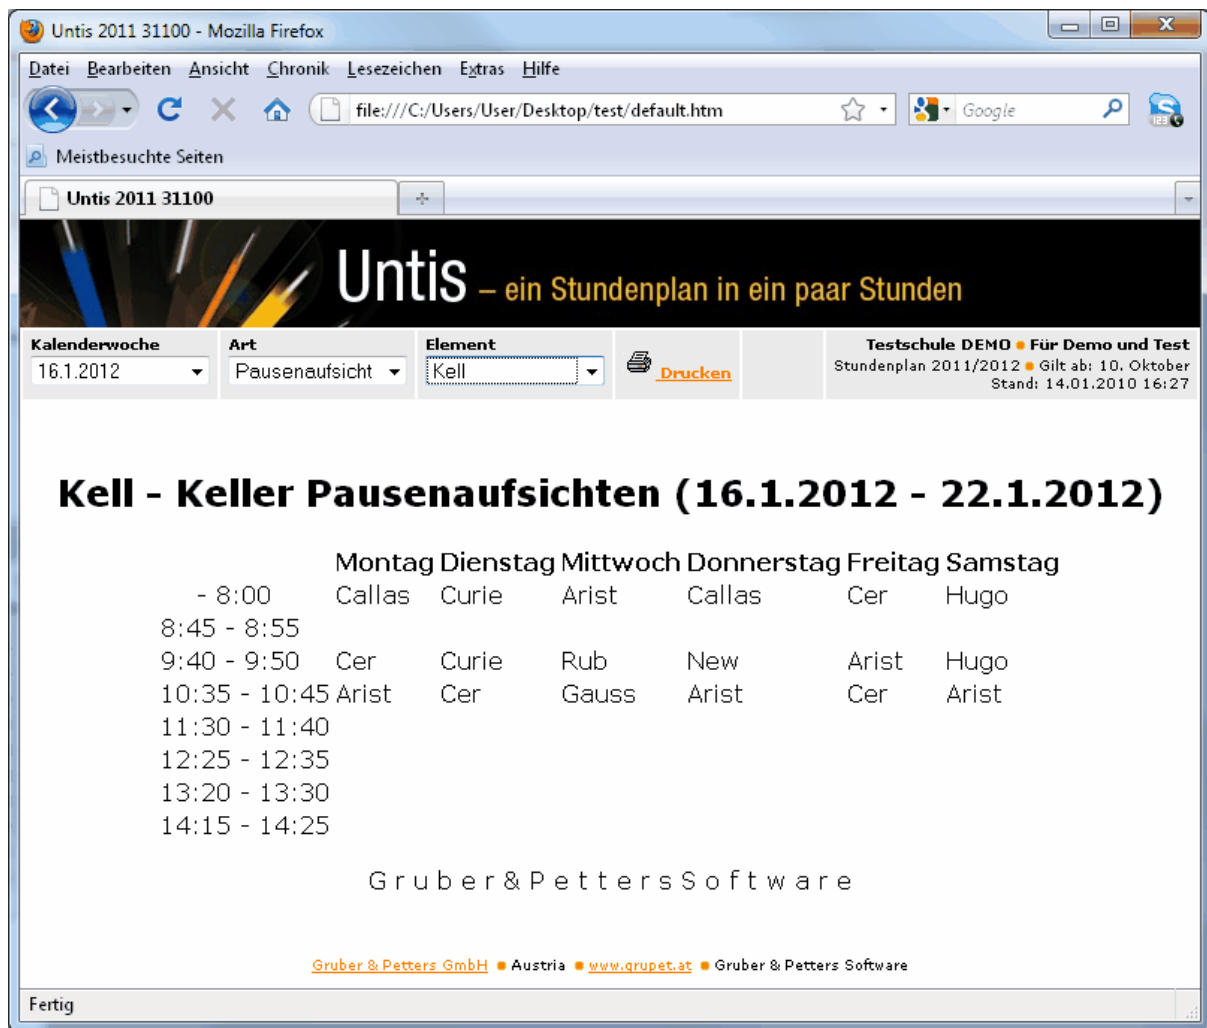 Untis 2011 31100 - Mozilla Firefox
Datei Bearbeiten Ansicht Chronik Lesezeichen Extras Hilfe
file:///C:/Users/User/Desktop/test/default.htm Google
Meistbesuchte Seiten
Untis 2011 31100
Untis – ein Stundenplan in ein paar Stunden
Kalenderwoche Art Element Testschule DEMO Für Demo und Test
16.1.2012 Pausenaufsicht Kell Drucken Stundenplan 2011/2012 Gilt ab: 10. Oktober
Stand: 14.01.2010 16:27
Kell - Keller Pausenaufsichten (16.1.2012 - 22.1.2012)
Montag Dienstag Mittwoch Donnerstag Freitag Samstag
- 8:00 Callas Curie Arist Callas Cer Hugo
8:45 - 8:55
9:40 - 9:50 Cer Curie Rub New Arist Hugo
10:35 - 10:45 Arist Cer Gauss Arist Cer Arist
11:30 - 11:40
12:25 - 12:35
13:20 - 13:30
14:15 - 14:25
G r u b e r & P e t t e r s S o f t w a r e
Gruber & Petters GmbH Austria www.grupet.at Gruber & Petters Software
Fertig